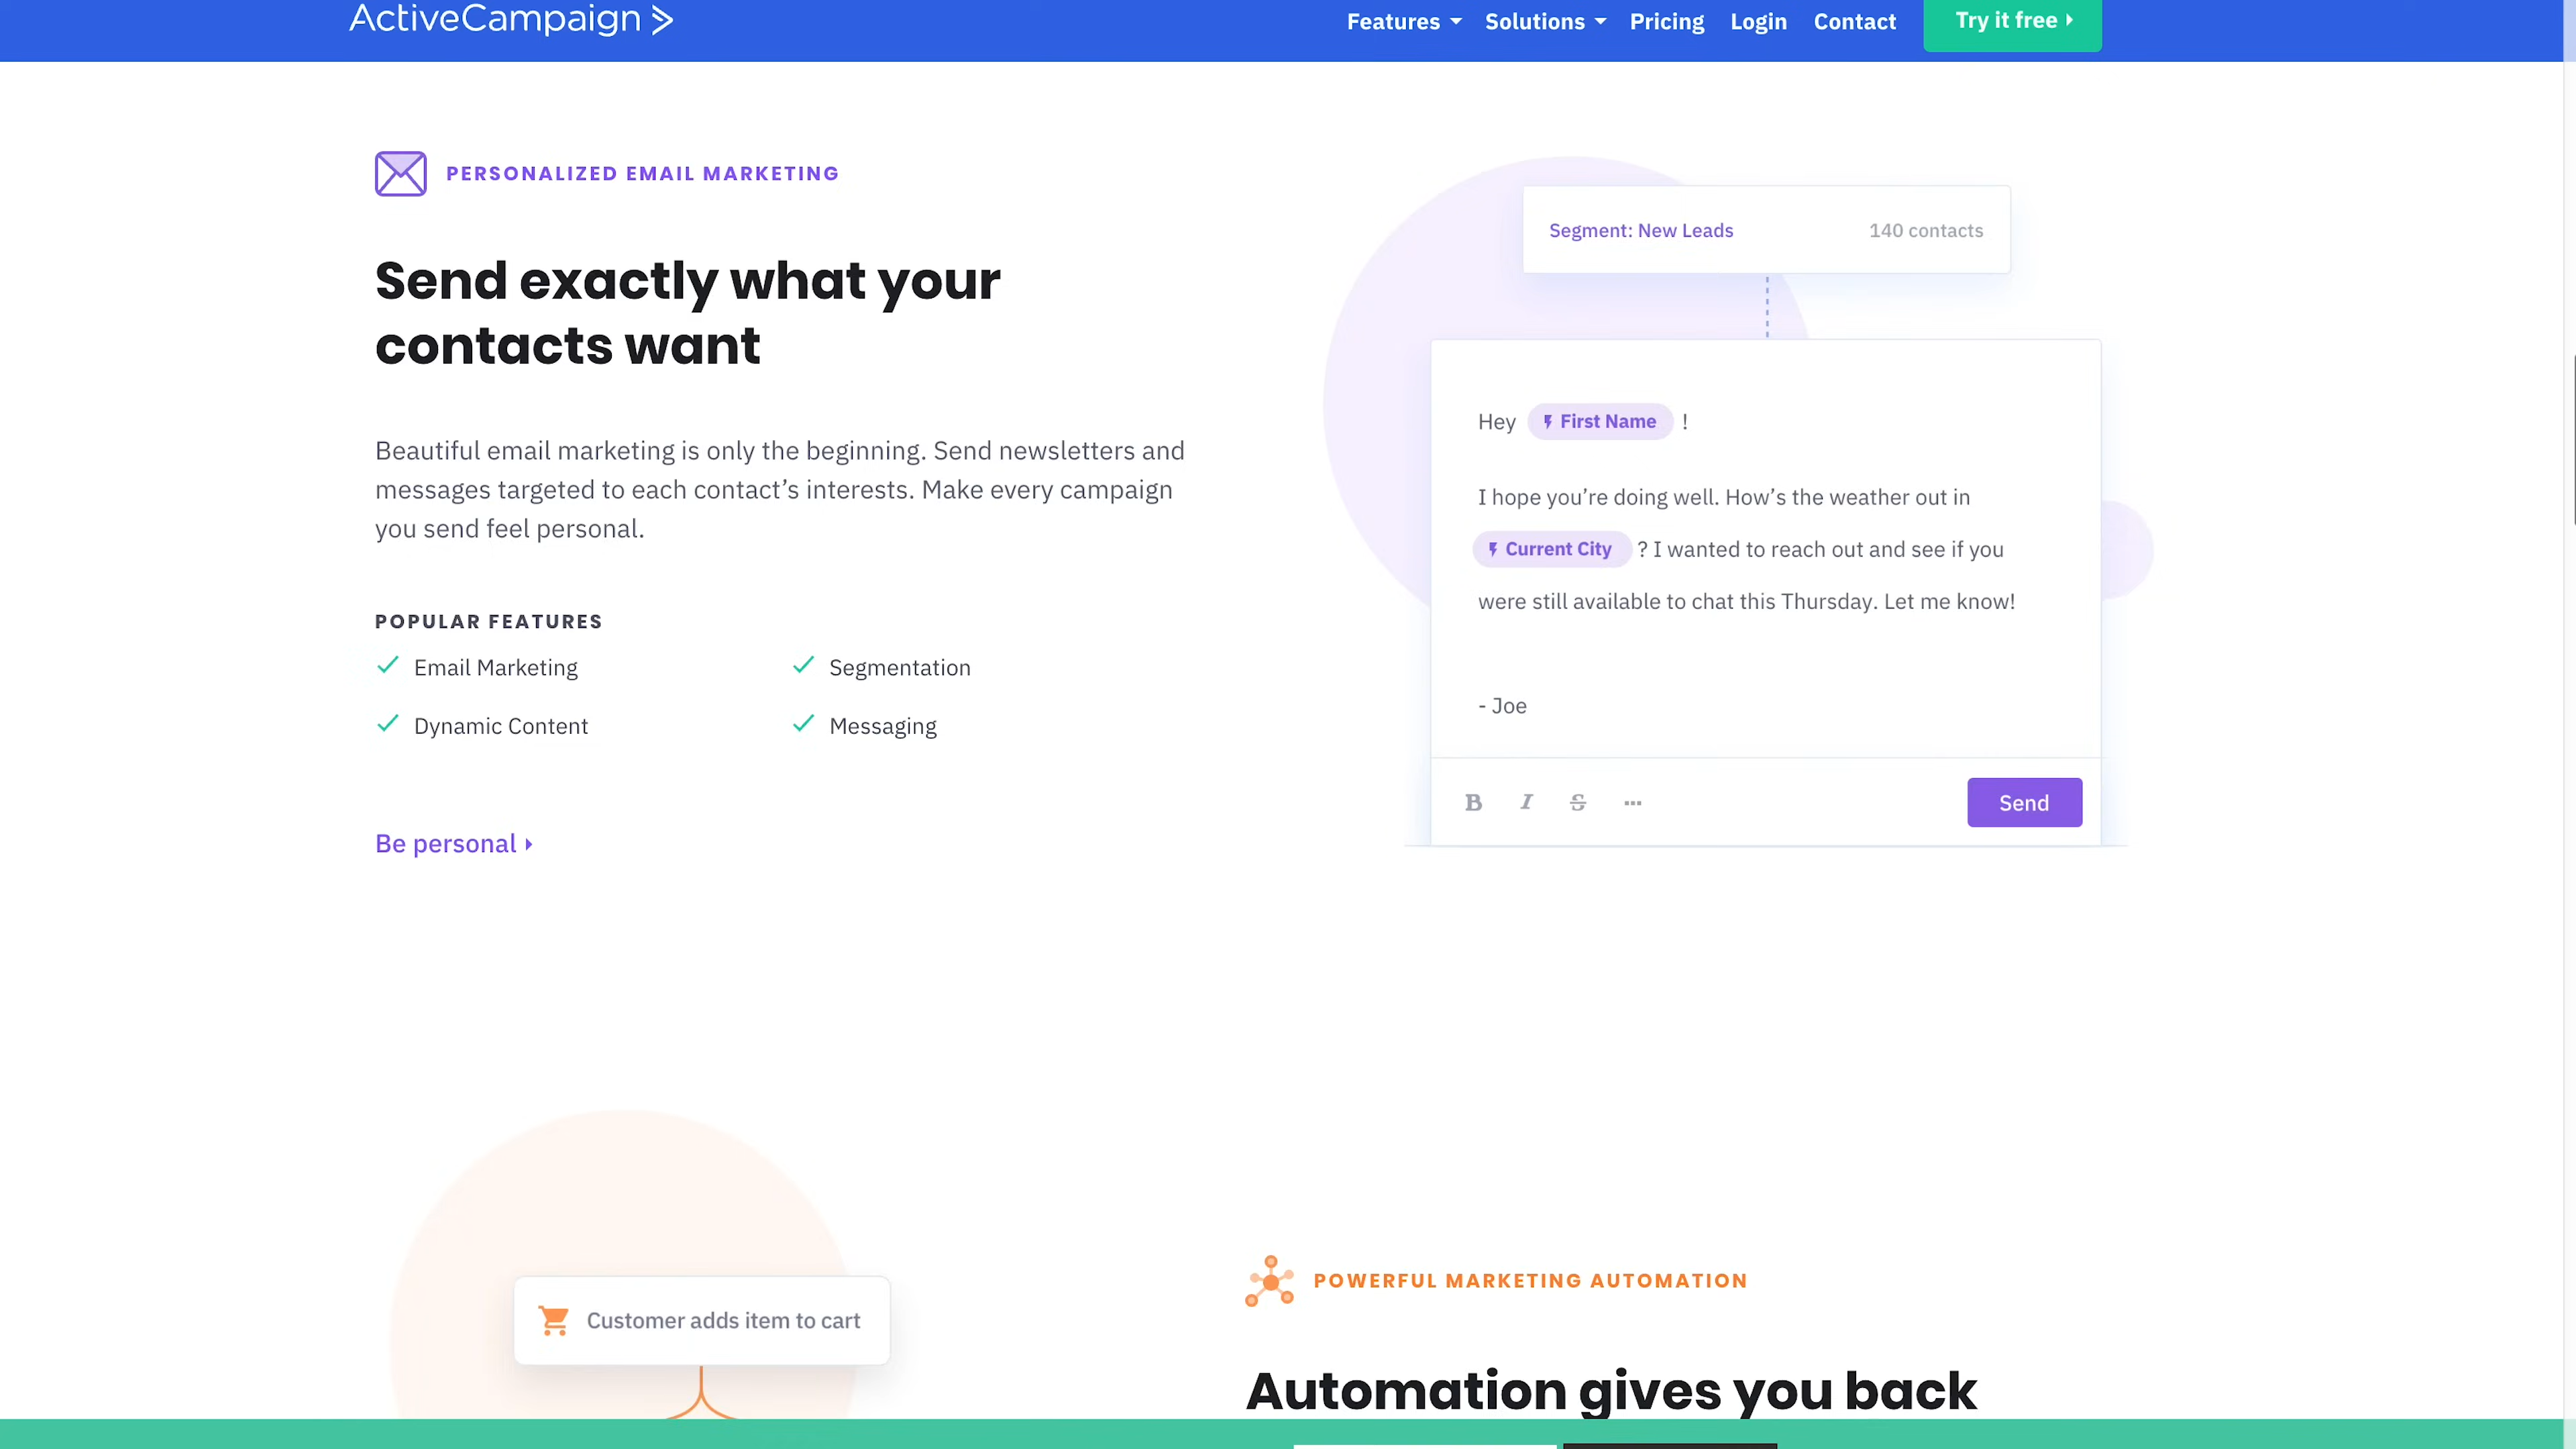 ActiveCampaign
Features Solutions Pricing Login Contact Try it free
PERSONALIZED EMAIL MARKETING
Send exactly what your
contacts want
Beautiful email marketing is only the beginning. Send newsletters and
messages targeted to each contact’s interests. Make every campaign
you send feel personal.
POPULAR FEATURES
Email Marketing
Segmentation
Dynamic Content
Messaging
Be personal
Segment: New Leads 140 contacts
Hey First Name !
I hope you’re doing well. How’s the weather out in
Current City ? I wanted to reach out and see if you
were still available to chat this Thursday. Let me know!
- Joe
B I S ...
Send
Customer adds item to cart
POWERFUL MARKETING AUTOMATION
Automation gives you back